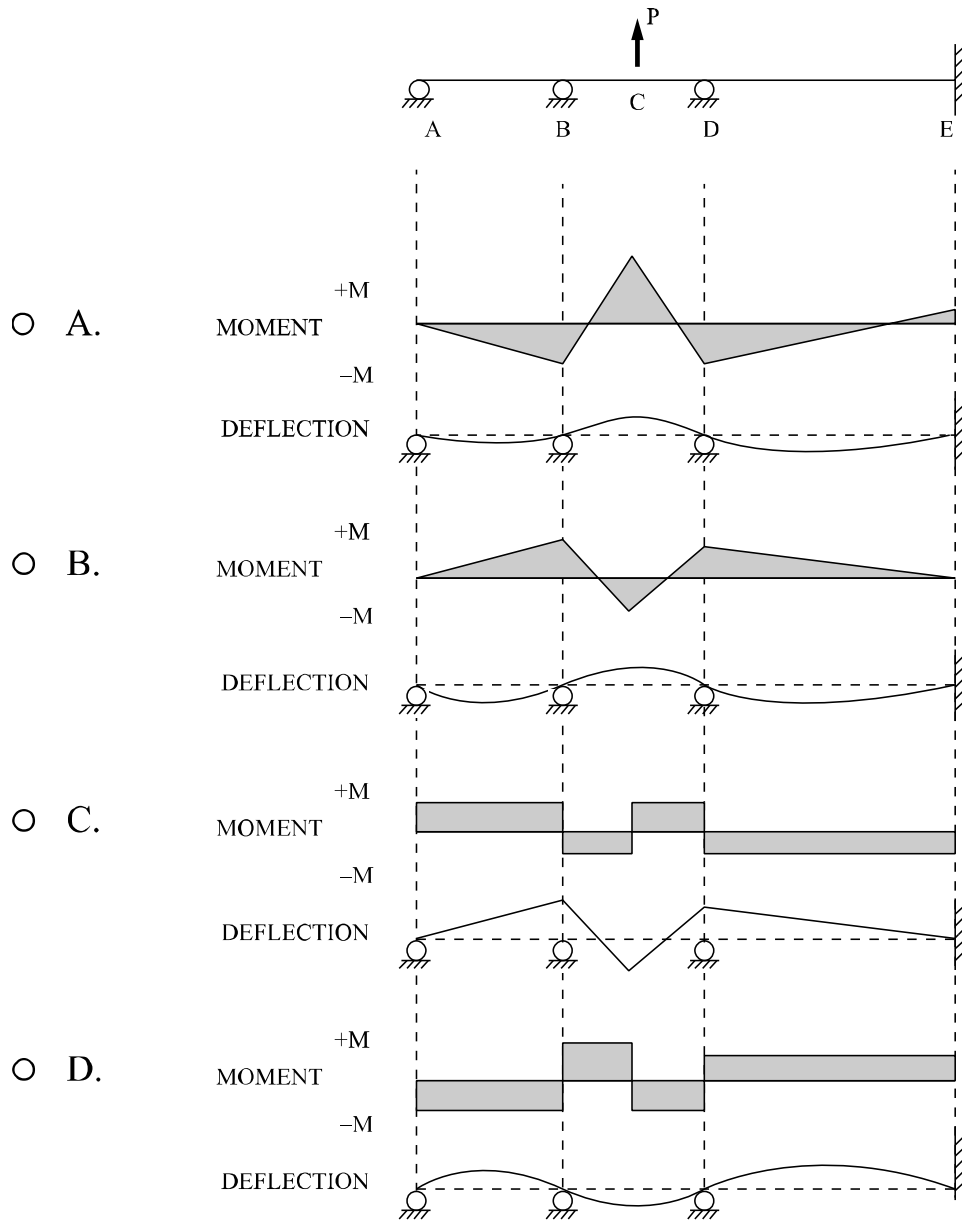 P
C
A B D E
+M
A. MOMENT
–M
DEFLECTION
+M
B. MOMENT
–M
DEFLECTION
+M
C. MOMENT
–M
DEFLECTION
+M
D. MOMENT
–M
DEFLECTION